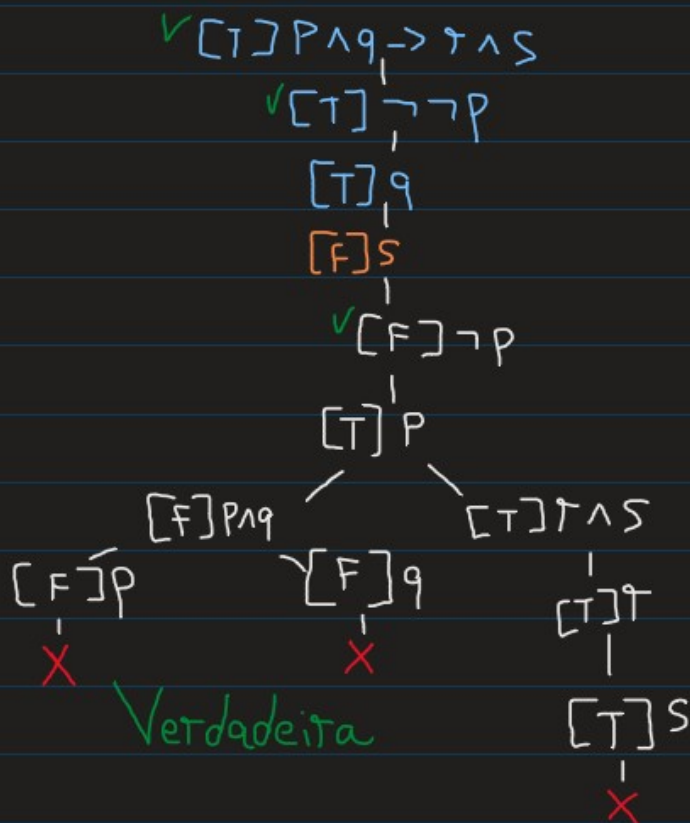 ✓ [T] P∧q -> r∧S
✓ [T] ¬¬P
[T] q
[F] S
✓ [F] ¬P
[T] P
[F] P∧q [T] r∧S
[F] p [F] q [T] r
X X
Verdadeira [T] S
X